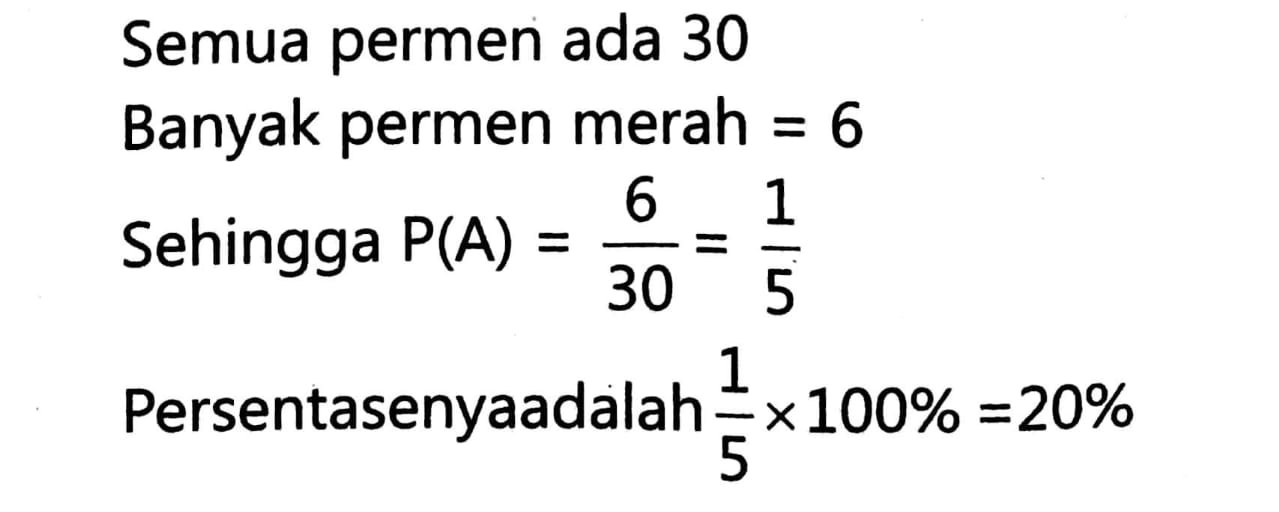 Semua permen ada 30
Banyak permen merah = 6
Sehingga P(A) = 6/30 = 1/5
Persentasenyaadalah 1/5 ×100% =20%